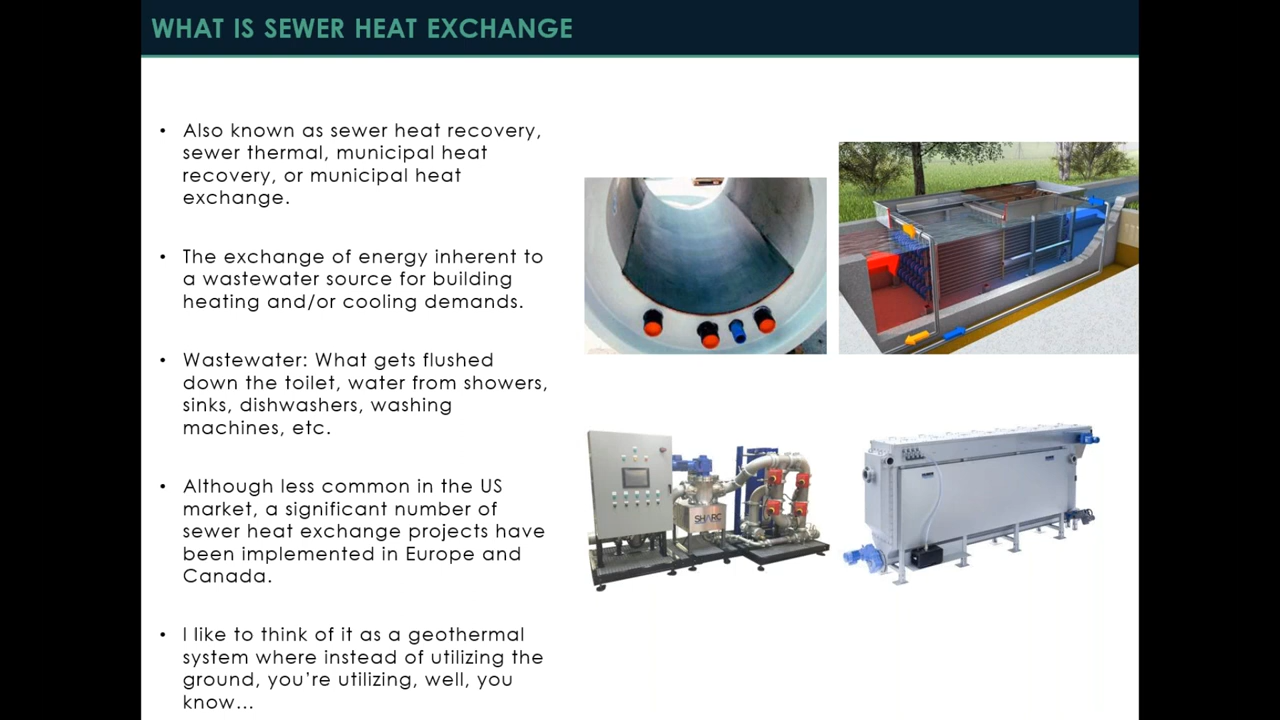 WHAT IS SEWER HEAT EXCHANGE
• Also known as sewer heat recovery,
sewer thermal, municipal heat
recovery, or municipal heat
exchange.
• The exchange of energy inherent to
a wastewater source for building
heating and/or cooling demands.
• Wastewater: What gets flushed
down the toilet, water from showers,
sinks, dishwashers, washing
machines, etc.
• Although less common in the US
market, a significant number of
sewer heat exchange projects have
been implemented in Europe and
Canada.
• I like to think of it as a geothermal
system where instead of utilizing the
ground, you’re utilizing, well, you
know…
SHARC